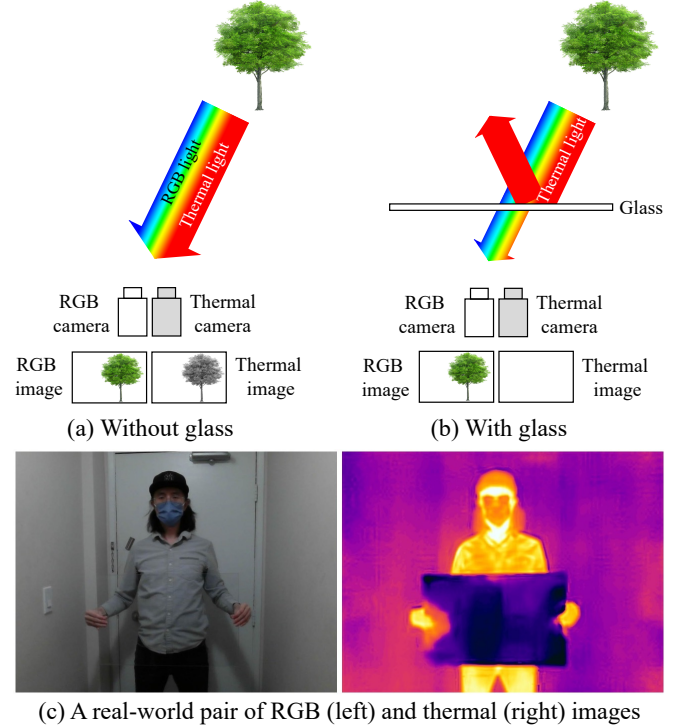 RGB light
Thermal light
RGB
camera
Thermal
camera
RGB
image
Thermal
image
(a) Without glass
Thermal light
Glass
RGB
camera
Thermal
camera
RGB
image
Thermal
image
(b) With glass
(c) A real-world pair of RGB (left) and thermal (right) images